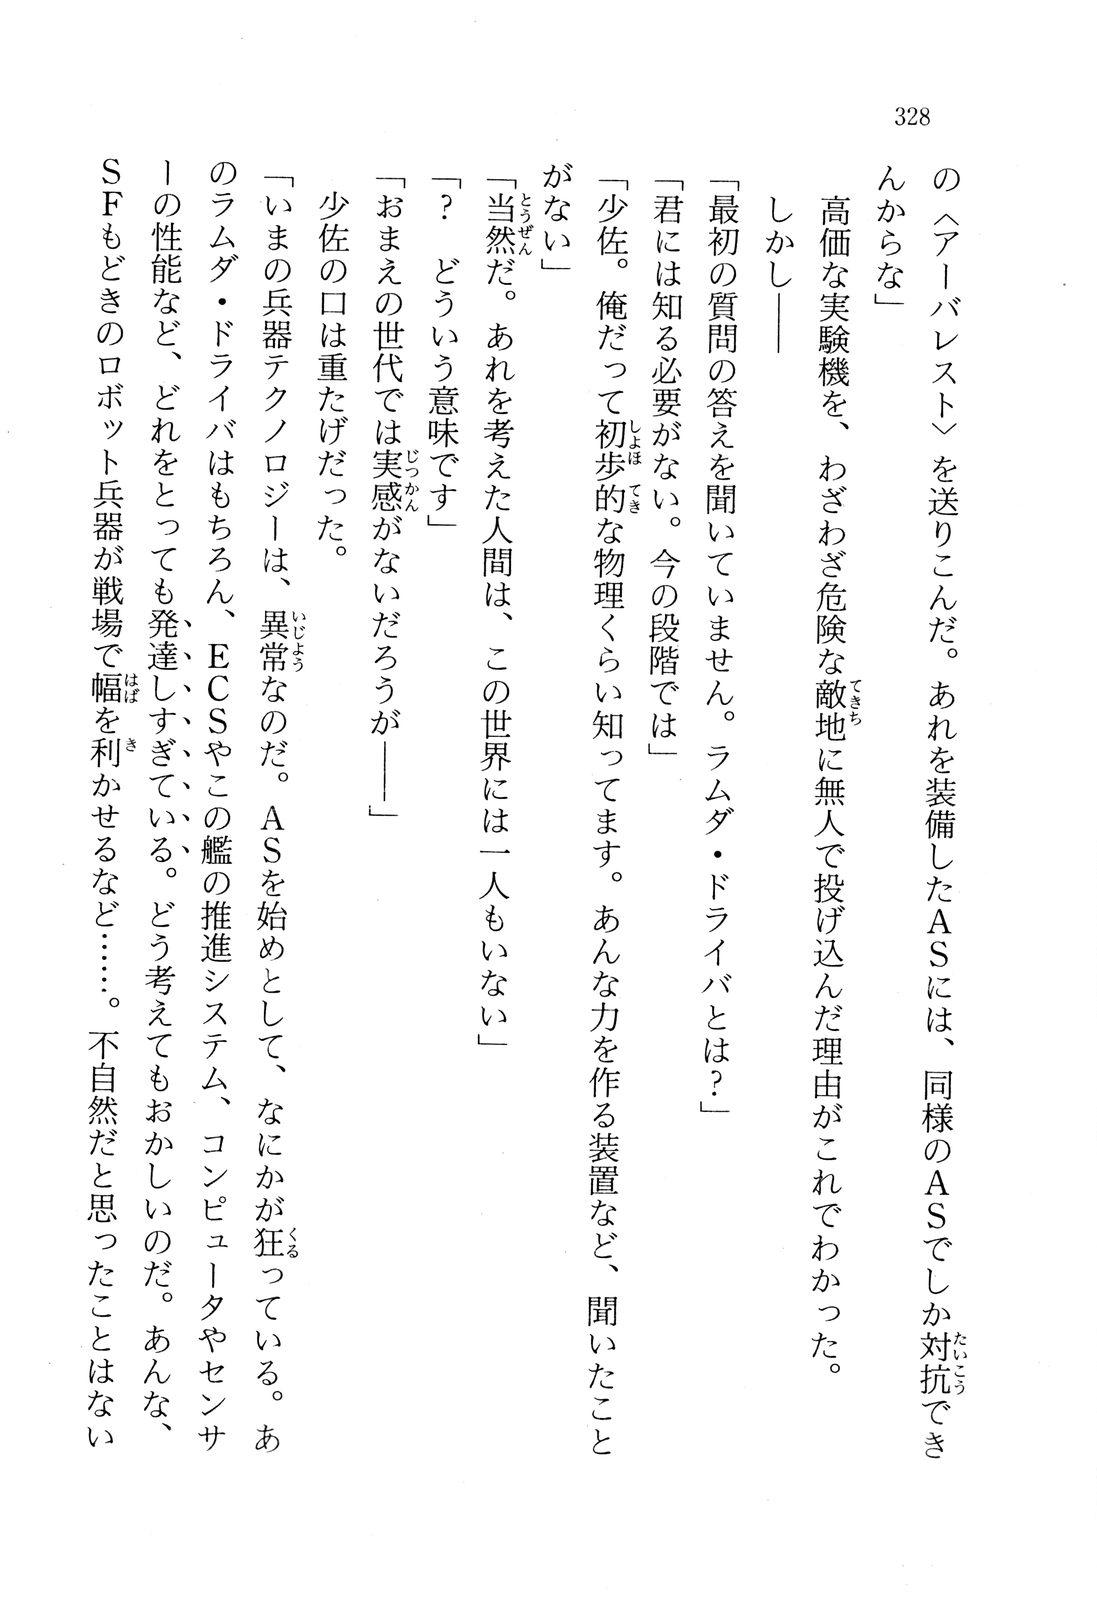 328
の〈アーバレスト〉を送りこんだ。あれを装備したASには、同様のASでしか対抗でき
んからな」
　高価な実験機を、わざわざ危険な敵地に無人で投げ込んだ理由がこれでわかった。
　しかし――
「最初の質問の答えを聞いていません。ラムダ・ドライバとは?」
「君には知る必要がない。今の段階では」
「少佐。俺だって初歩的な物理くらい知ってます。あんな力を作る装置など、聞いたこと
がない」
「当然だ。あれを考えた人間は、この世界には一人もいない」
「?　どういう意味です」
「おまえの世代では実感がないだろうが――」
　少佐の口は重たげだった。
「いまの兵器テクノロジーは、異常なのだ。ASを始めとして、なにかが狂っている。あ
のラムダ・ドライバはもちろん、ECSやこの艦の推進システム、コンピュータやセンサ
ーの性能など、どれをとっても発達しすぎている。どう考えてもおかしいのだ。あんな、
SFもどきのロボット兵器が戦場で幅を利かせるなど……。不自然だと思ったことはない